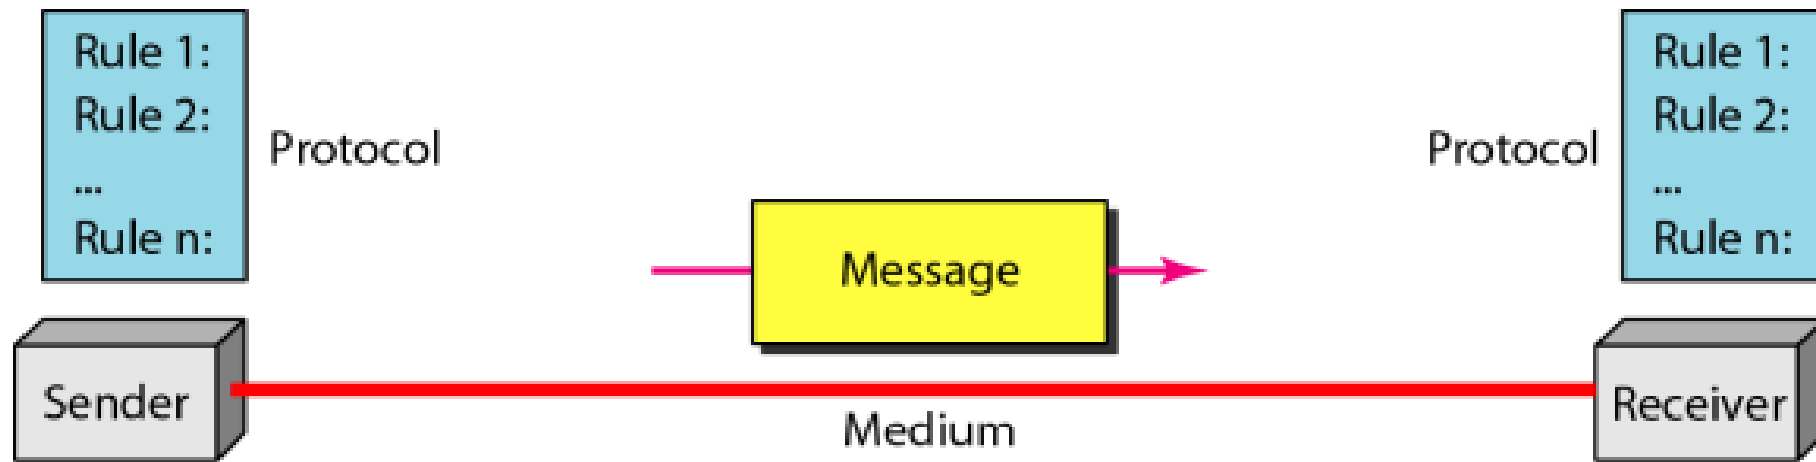 Rule 1:
Rule 2:
...
Rule n:
Protocol
Message
Protocol
Rule 1:
Rule 2:
...
Rule n:
Sender
Medium
Receiver